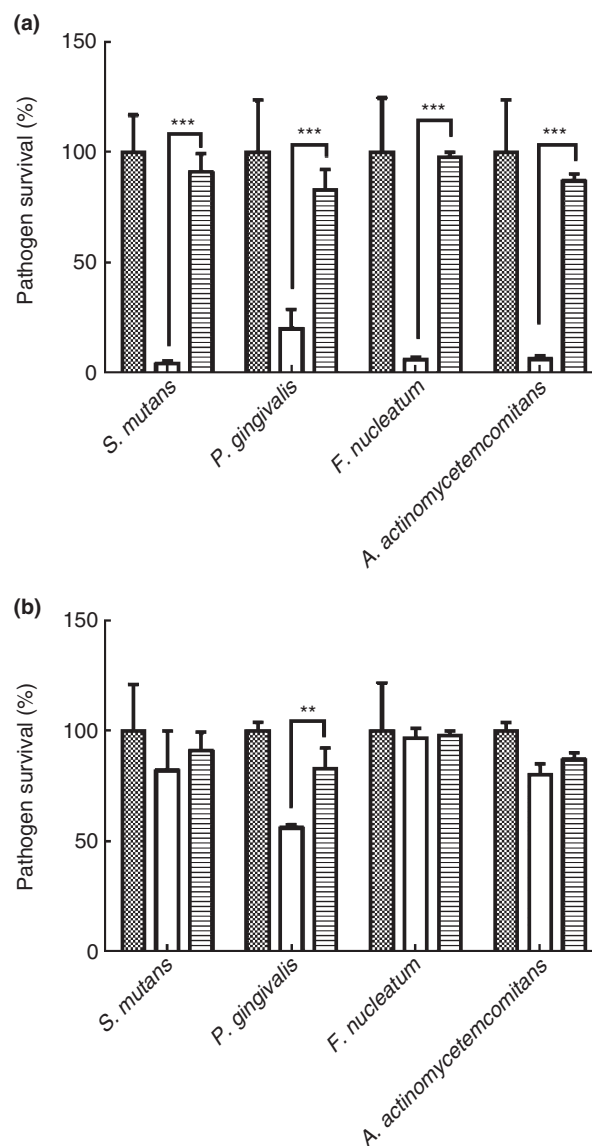 (a)
150
100
50
0
Pathogen survival (%)
***
***
***
***
S. mutans
P. gingivalis
F. nucleatum
A. actinomycetemcomitans
(b)
150
100
50
0
Pathogen survival (%)
**
S. mutans
P. gingivalis
F. nucleatum
A. actinomycetemcomitans